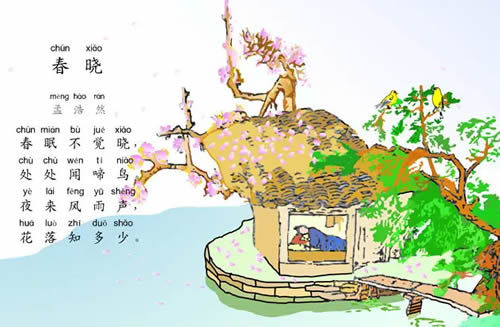 chūn xiǎo
春 晓
mèng hào rán
孟 浩 然
chūn mián bù jué xiǎo
春 眠 不 觉 晓，
chù chù wén tí niǎo
处 处 闻 啼 鸟
yè lái fēng yǔ shēng
夜 来 风 雨 声，
huā luò zhī duō shǎo
花 落 知 多 少。